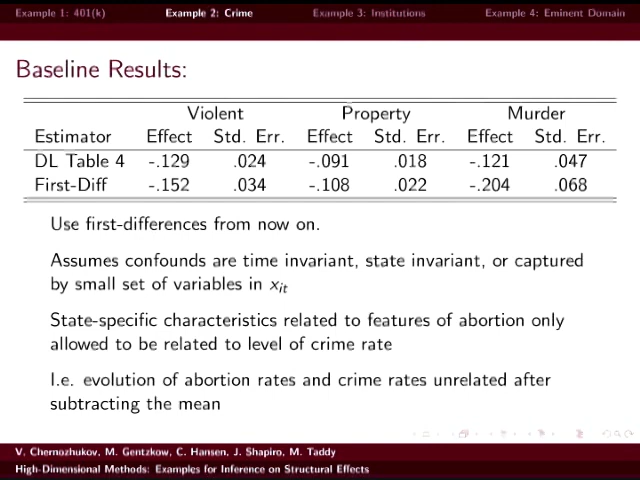 Example 1: 401(k) Example 2: Crime Example 3: Institutions Example 4: Eminent Domain
Baseline Results:
Violent Property Murder
Estimator Effect Std. Err. Effect Std. Err. Effect Std. Err.
DL Table 4 -.129 .024 -.091 .018 -.121 .047
First-Diff -.152 .034 -.108 .022 -.204 .068
Use first-differences from now on.
Assumes confounds are time invariant, state invariant, or captured
by small set of variables in x_it
State-specific characteristics related to features of abortion only
allowed to be related to level of crime rate
I.e. evolution of abortion rates and crime rates unrelated after
subtracting the mean
V. Chernozhukov, M. Gentzkow, C. Hansen, J. Shapiro, M. Taddy
High-Dimensional Methods: Examples for Inference on Structural Effects